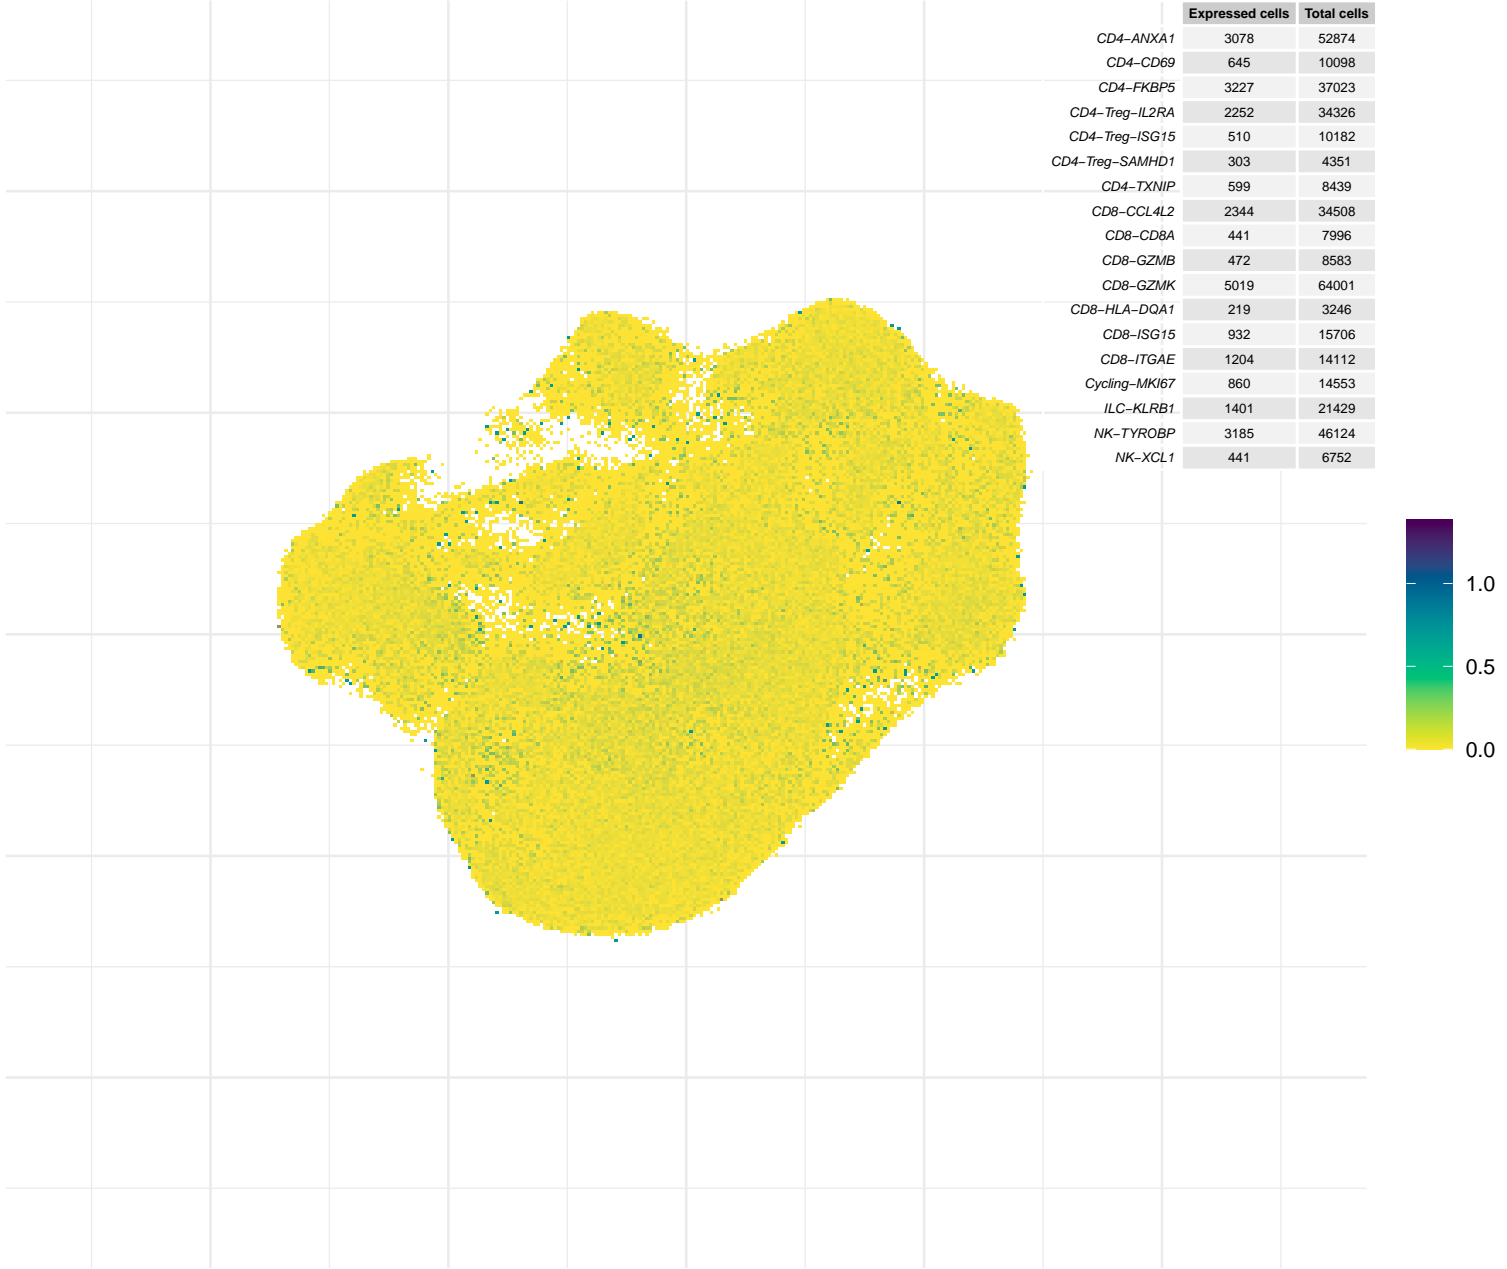 Expressed cells Total cells
CD4−ANXA1 3078 52874
CD4−CD69 645 10098
CD4−FKBP5 3227 37023
CD4−Treg−IL2RA 2252 34326
CD4−Treg−ISG15 510 10182
CD4−Treg−SAMHD1 303 4351
CD4−TXNIP 599 8439
CD8−CCL4L2 2344 34508
CD8−CD8A 441 7996
CD8−GZMB 472 8583
CD8−GZMK 5019 64001
CD8−HLA−DQA1 219 3246
CD8−ISG15 932 15706
CD8−ITGAE 1204 14112
Cycling−MKI67 860 14553
ILC−KLRB1 1401 21429
NK−TYROBP 3185 46124
NK−XCL1 441 6752
1.0
0.5
0.0